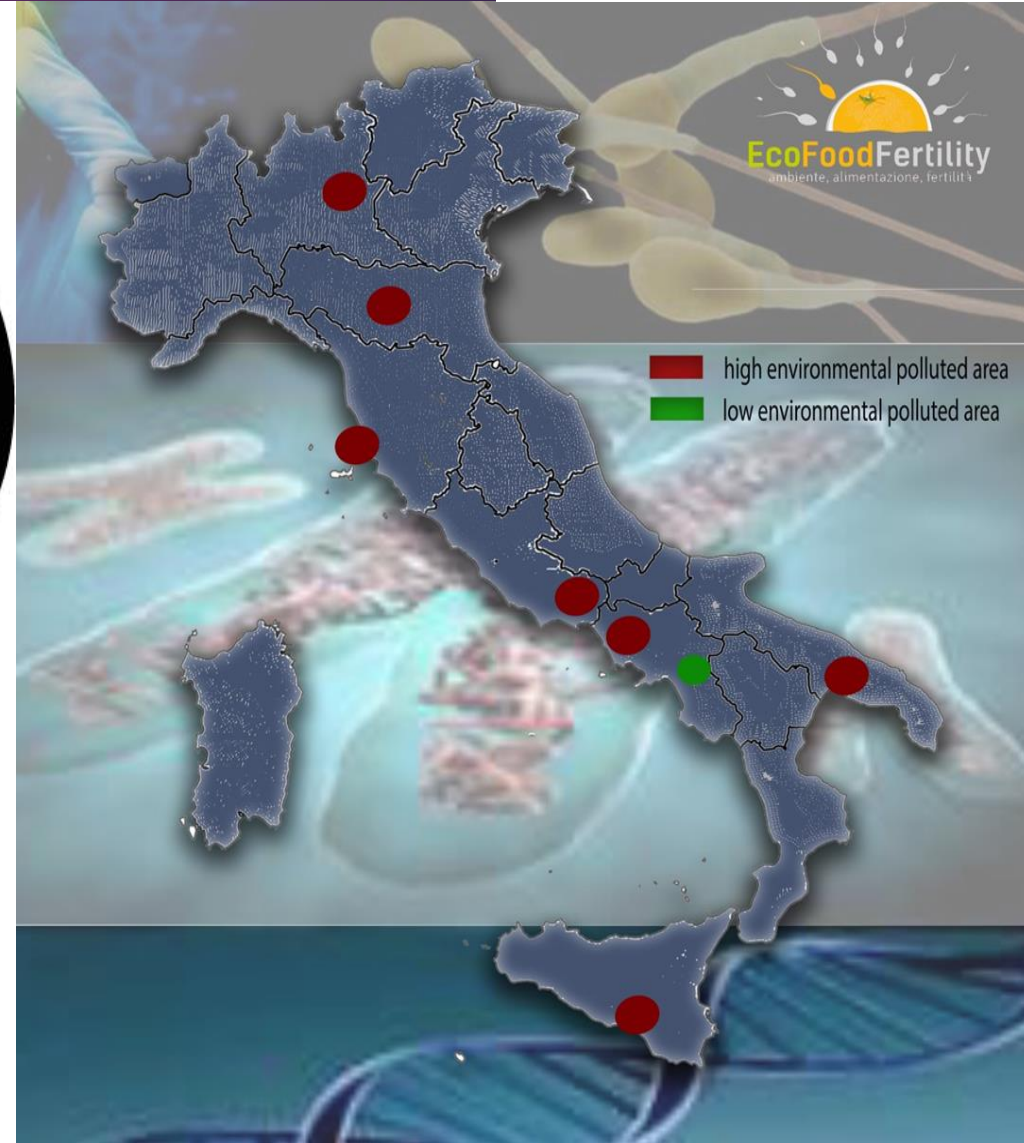 EcoFoodFertility
ambiente, alimentazione, fertilità
high environmental polluted area
low environmental polluted area